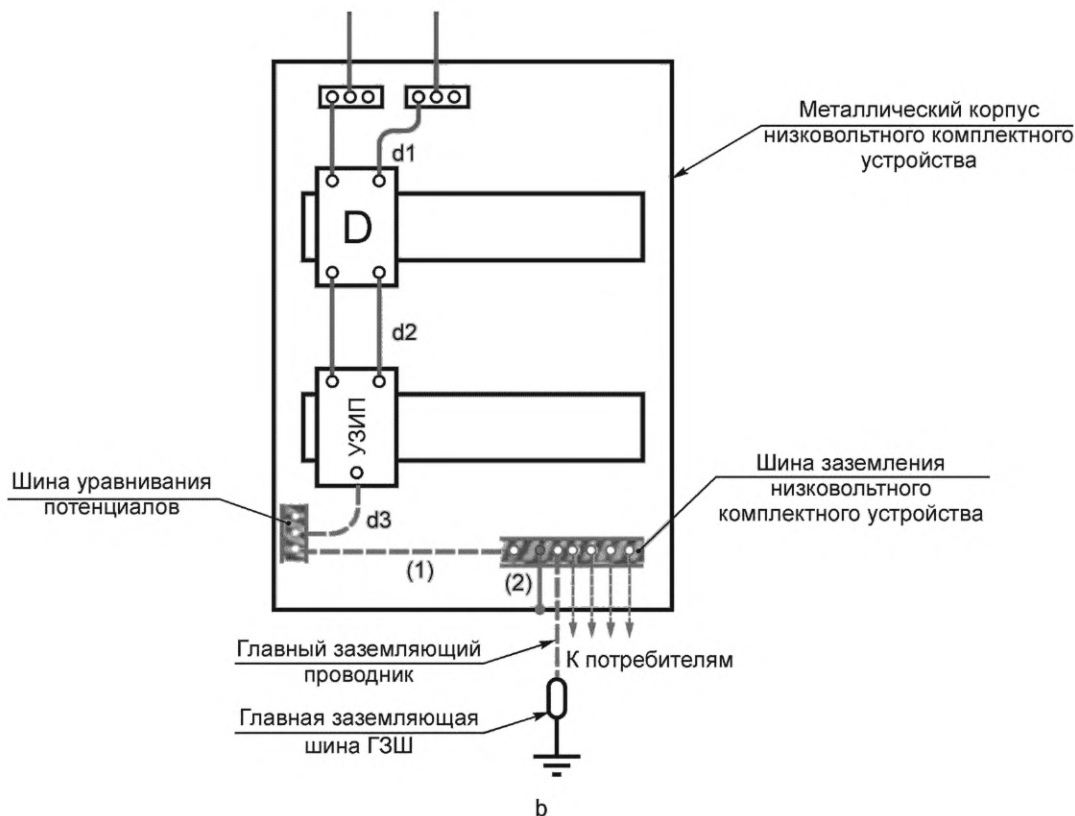 Металлический корпус
низковольтного комплектного
устройства
d1
D
d2
УЗИП
Шина уравнивания
потенциалов
Шина заземления
низковольтного
комплектного устройства
d3
(1)
(2)
Главный заземляющий
проводник
К потребителям
Главная заземляющая
шина ГЗШ
b